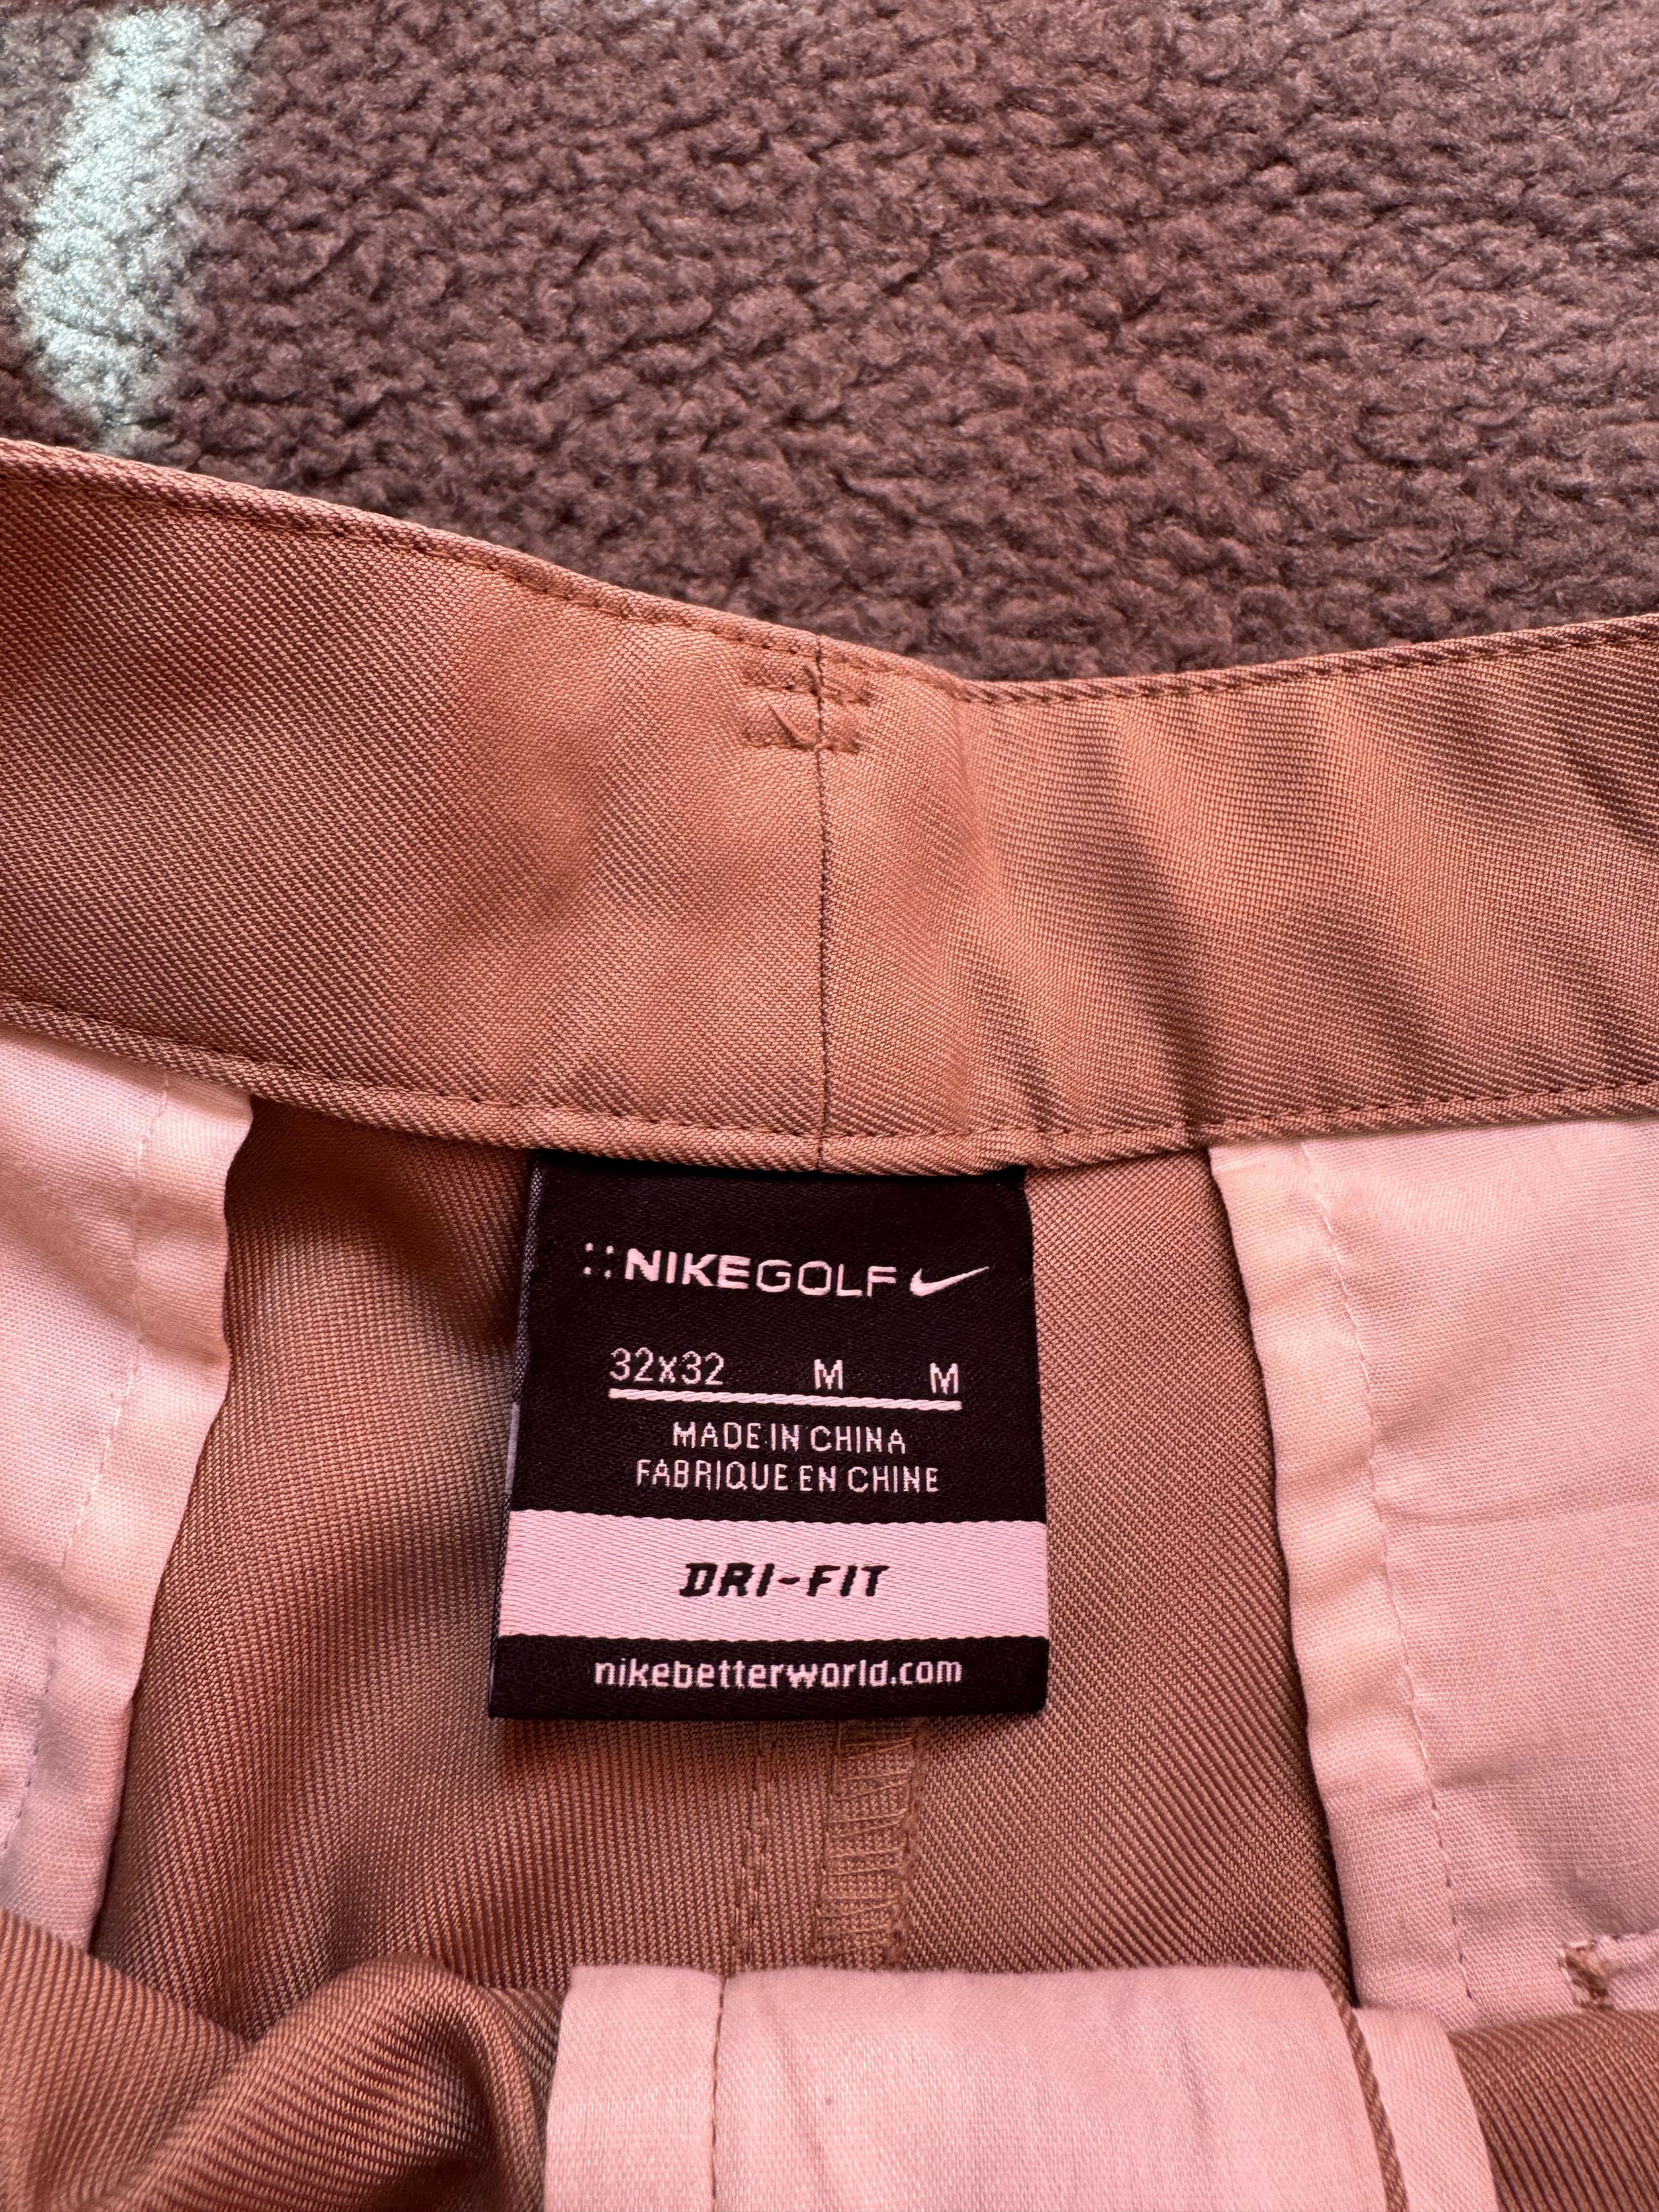 NIKEGOLF
32x32 M M
MADE IN CHINA
FABRIQUE EN CHINE
DRI-FIT
nikebetterworld.com